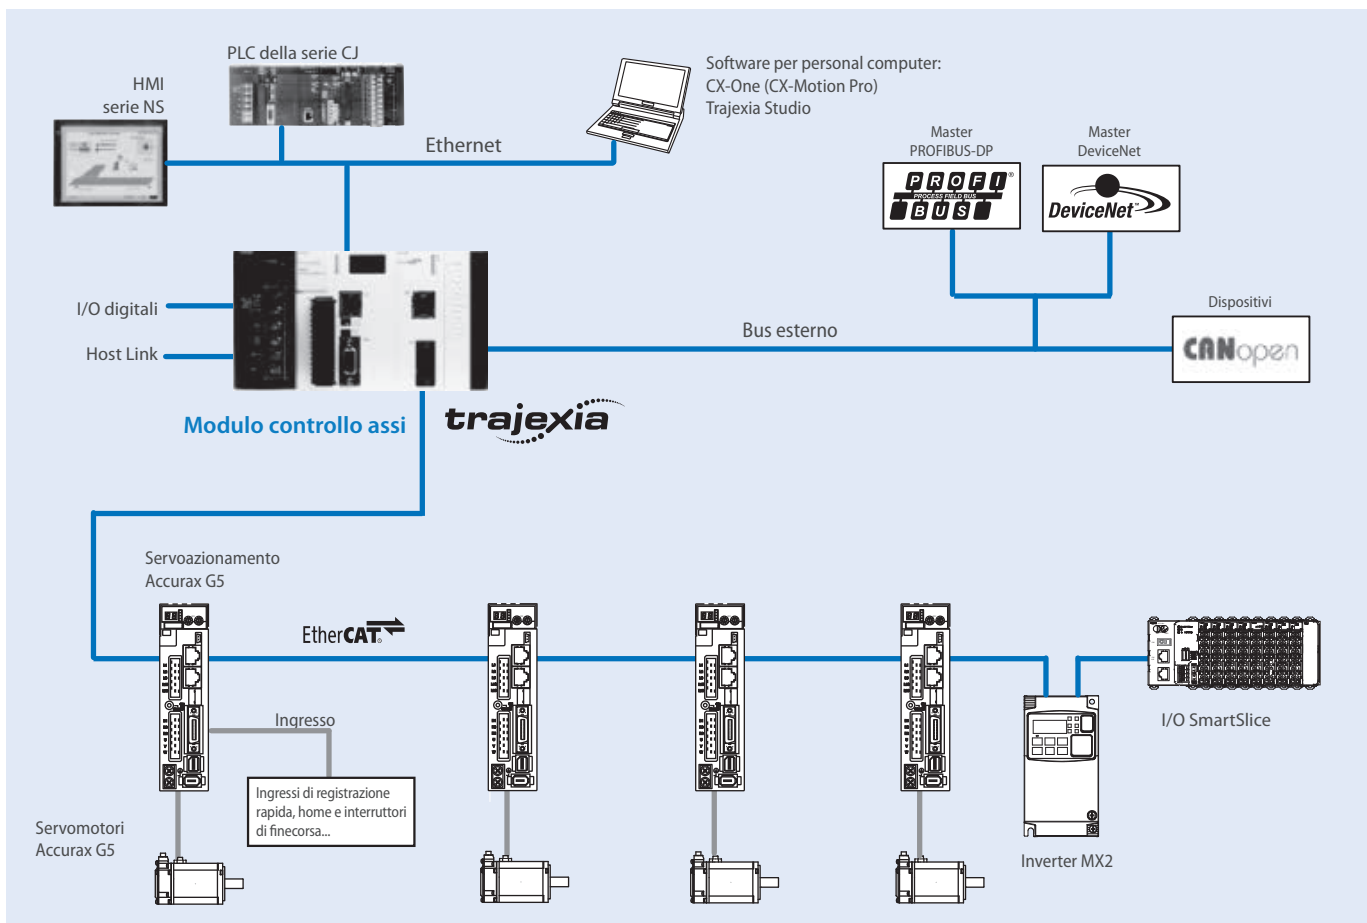 PLC della serie CJ
HMI
serie NS
Software per personal computer:
CX-One (CX-Motion Pro)
Trajexia Studio
Ethernet
Master
PROFIBUS-DP
Master
DeviceNet
PROFI®
PROCESS FIELD BUS
BUS
DeviceNet™
I/O digitali
Host Link
Bus esterno
Dispositivi
CANopen
Modulo controllo assi
trajexia
Servoazionamento
Accurax G5
EtherCAT®
Ingresso
I/O SmartSlice
Ingressi di registrazione
rapida, home e interruttori
di finecorsa...
Servomotori
Accurax G5
Inverter MX2